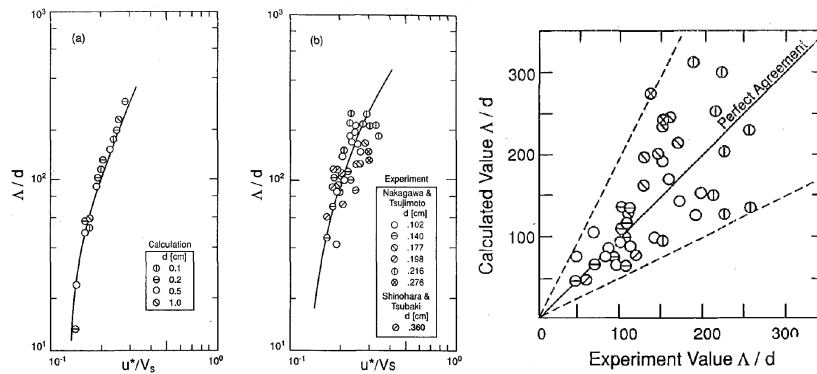 (a)
10³
10²
10¹
Λ / d
10⁻¹
10⁰
u*/Vs
Calculation
d [cm]
0.1
0.2
0.5
1.0
(b)
10³
10²
10¹
Λ / d
10⁻¹
10⁰
u*/Vs
Experiment
Nakagawa &
Tsujimoto
d [cm]
.102
.140
.177
.198
.216
.276
Shinohara &
Tsubaki
d [cm]
.360
Calculated Value Λ / d
300
200
100
0
100
200
300
Experiment Value Λ / d
Perfect Agreement